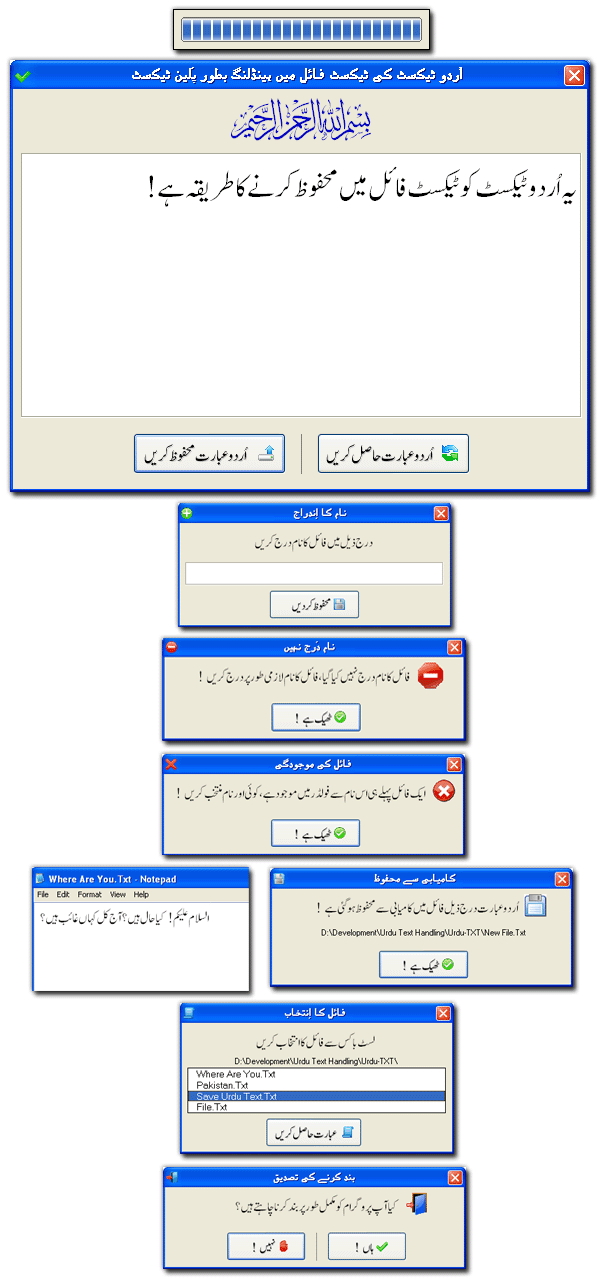 اُردو ٹیکسٹ کی ٹیکسٹ فائل میں ہینڈلنگ بطور پلین ٹیکسٹ
بِسْمِ اللهِ الرَّحْمٰنِ الرَّحِيْمِ
یہ اُردو ٹیکسٹ کو ٹیکسٹ فائل میں محفوظ کرنے کا طریقہ ہے !
اُردو عبارت حاصل کریں
اُردو عبارت محفوظ کریں
نام کا اِندراج
درج ذیل میں فائل کا نام درج کریں
محفوظ کردیں
نام دَرج نہیں
فائل کا نام درج نہیں کیا گیا، فائل کا نام لازمی طور پر درج کریں !
ٹھیک ہے !
فائل کی موجودگی
ایک فائل پہلے ہی اس نام سے فولڈر میں موجود ہے، کوئی اور نام منتخب کریں !
ٹھیک ہے !
Where Are You.Txt - Notepad
File Edit Format View Help
السلام علیکم! کیا حال ہیں؟ آج کل کہاں غائب ہیں؟
کامیابی سے محفوظ
اُردو عبارت درج ذیل فائل میں کامیابی سے محفوظ ہوگئی ہے !
D:\Development\Urdu Text Handling\Urdu-TXT\New File.Txt
ٹھیک ہے !
فائل کا اِنتخاب
لسٹ باکس سے فائل کا انتخاب کریں
D:\Development\Urdu Text Handling\Urdu-TXT\
Where Are You.Txt
Pakistan.Txt
Save Urdu Text.Txt
File.Txt
عبارت حاصل کریں
بند کرنے کی تصدیق
کیا آپ پروگرام کو مکمل طور پر بند کرنا چاہتے ہیں؟
ہاں !
نہیں !